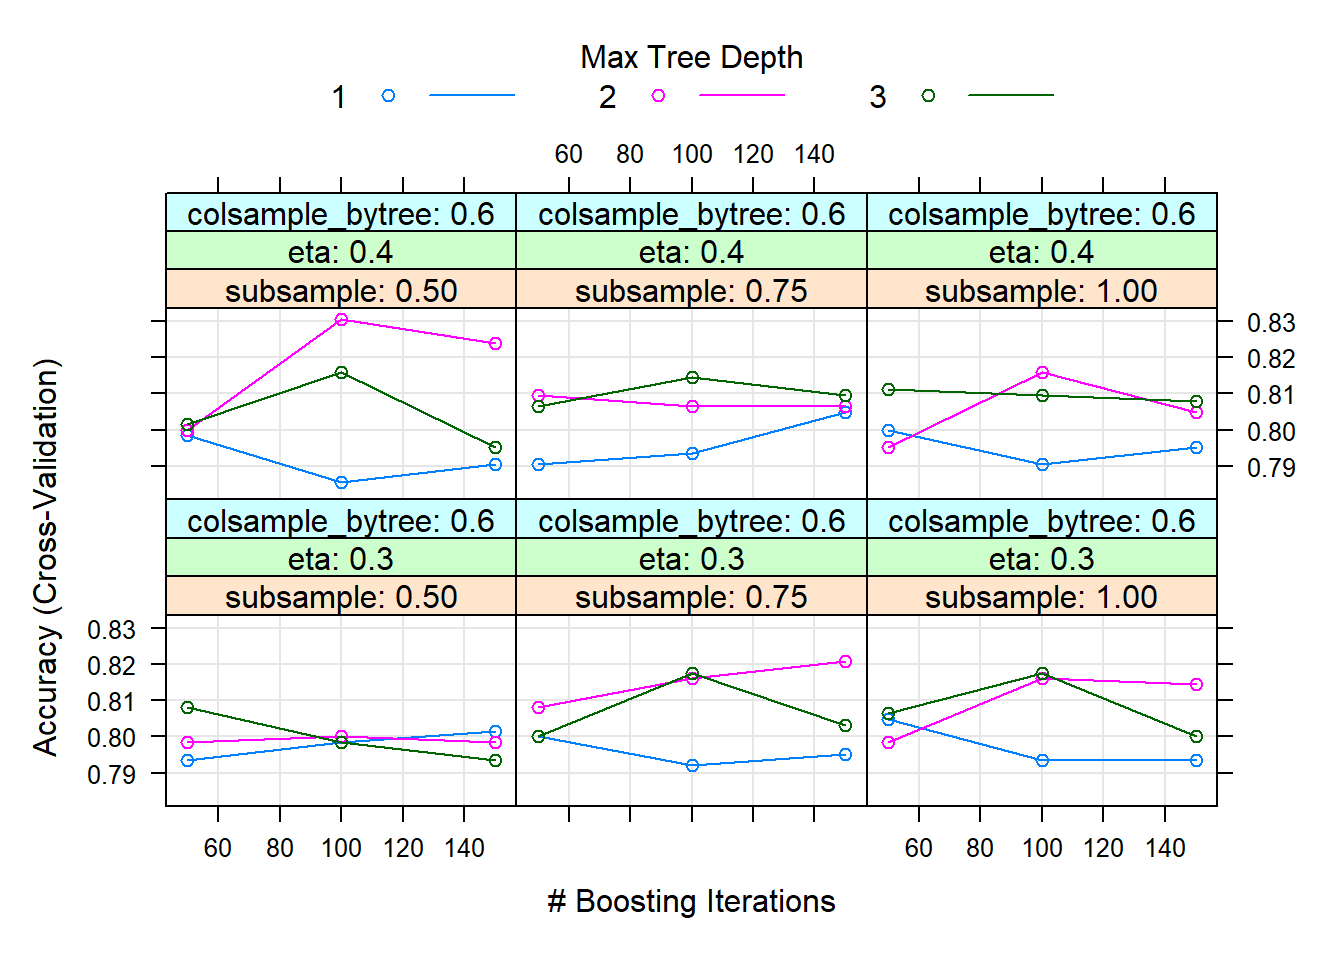 Max Tree Depth
1 2 3
60 80 100 120 140
colsample_bytree: 0.6 colsample_bytree: 0.6 colsample_bytree: 0.6
eta: 0.4 eta: 0.4 eta: 0.4
subsample: 0.50 subsample: 0.75 subsample: 1.00
0.83
0.82
0.81
0.80
0.79
colsample_bytree: 0.6 colsample_bytree: 0.6 colsample_bytree: 0.6
eta: 0.3 eta: 0.3 eta: 0.3
subsample: 0.50 subsample: 0.75 subsample: 1.00
0.83
0.82
0.81
0.80
0.79
Accuracy (Cross-Validation)
60 80 100 120 140 60 80 100 120 140
# Boosting Iterations